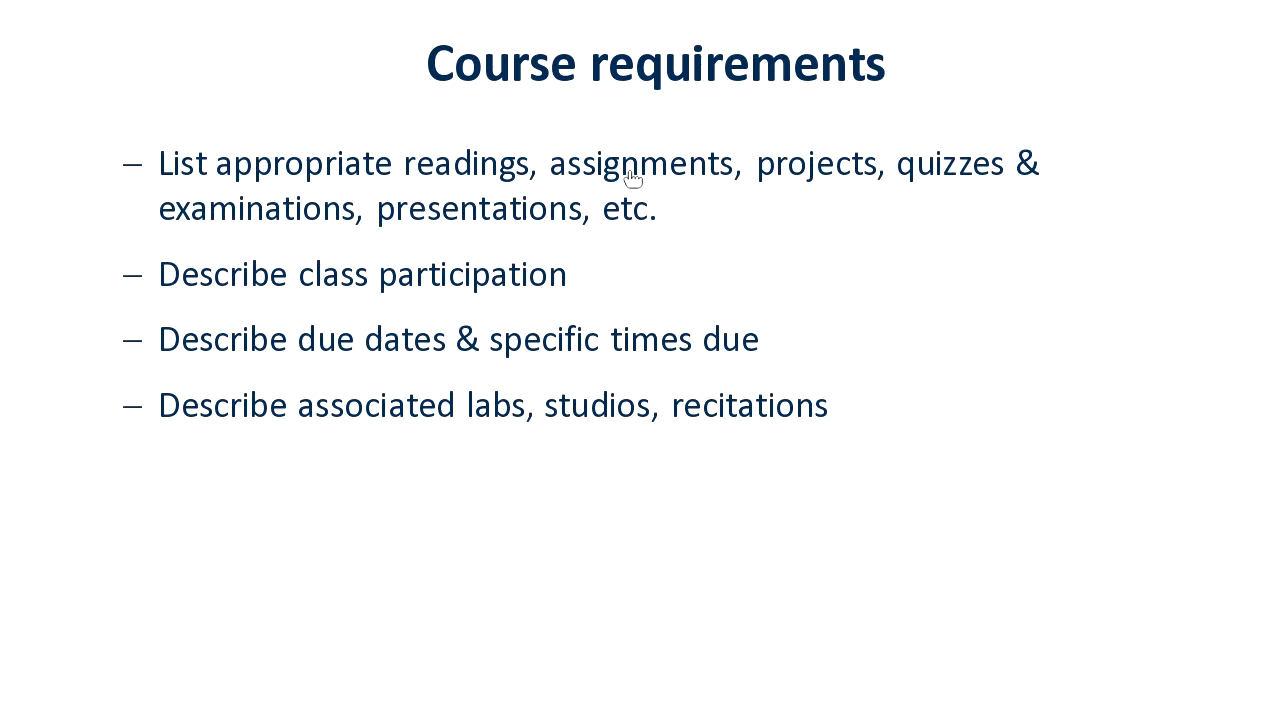 Course requirements
– List appropriate readings, assignments, projects, quizzes &
examinations, presentations, etc.
– Describe class participation
– Describe due dates & specific times due
– Describe associated labs, studios, recitations